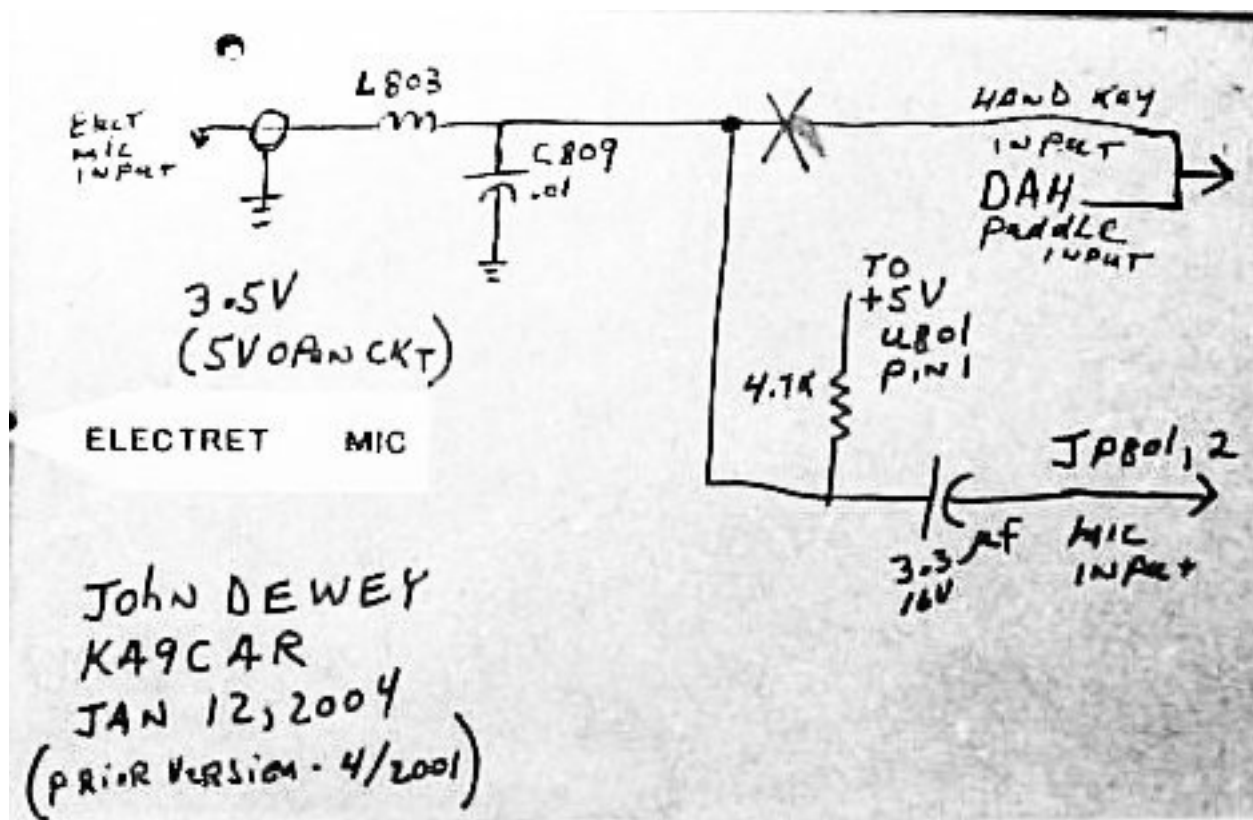 L803
ELECT
MIC
INPUT
C809
.01
HAND KEY
INPUT
DAH
PADDLE
INPUT
3.5V
(5V OPEN CKT)
TO
+5V
U801
PIN 1
4.7K
ELECTRET MIC
JP801, 2
3.3 µf
16V
MIC
INPUT
JOHN DEWEY
KA9CAR
JAN 12, 2004
(PRIOR VERSION - 4/2001)